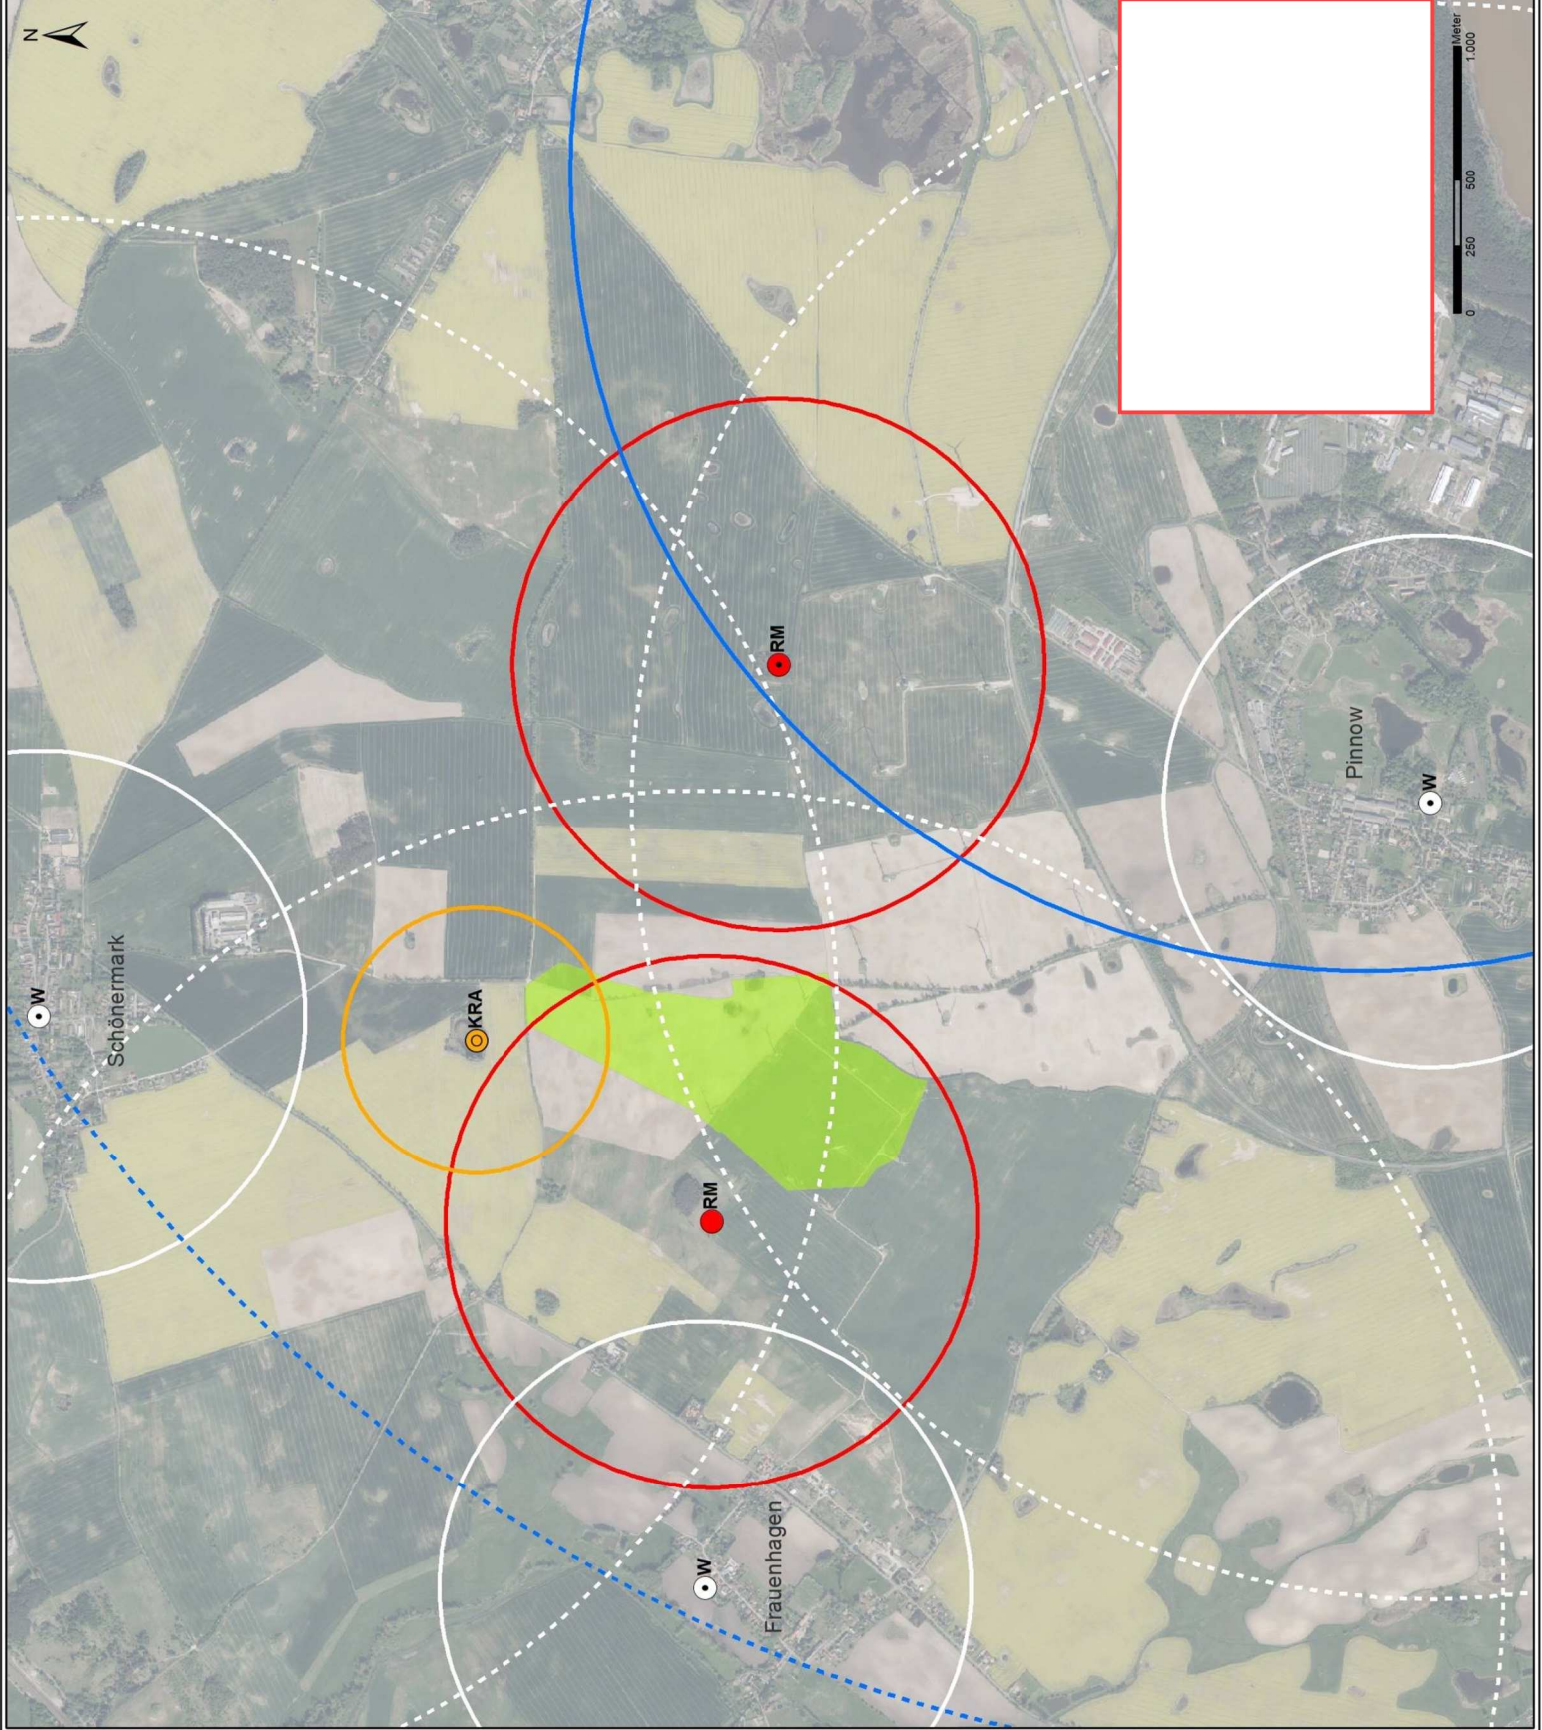 N
W
Schönermark
KRA
RM
RM
W
Frauenhagen
Pinnow
W
0
250
500
1.000
Meter